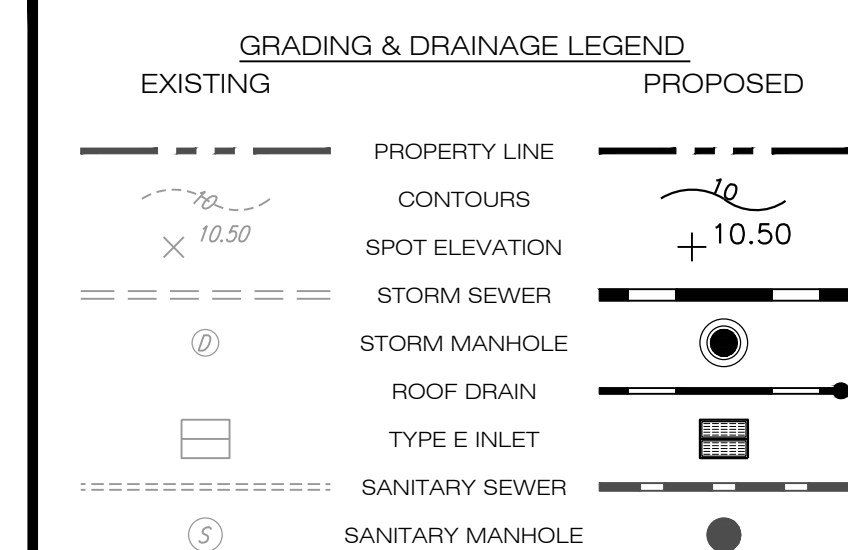 GRADING & DRAINAGE LEGEND
EXISTING PROPOSED
PROPERTY LINE
10 CONTOURS 10
10.50 SPOT ELEVATION 10.50
STORM SEWER
D STORM MANHOLE
ROOF DRAIN
TYPE E INLET
SANITARY SEWER
S SANITARY MANHOLE